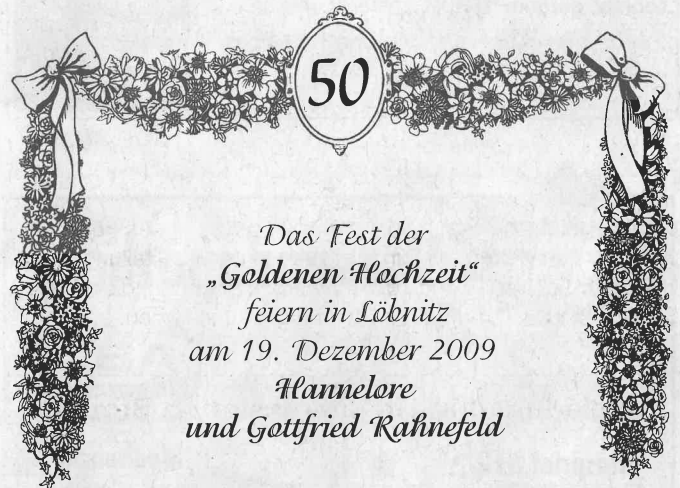 50
Das Fest der
„Goldenen Hochzeit“
feiern in Löbnitz
am 19. Dezember 2009
Hannelore
und Gottfried Rahnefeld